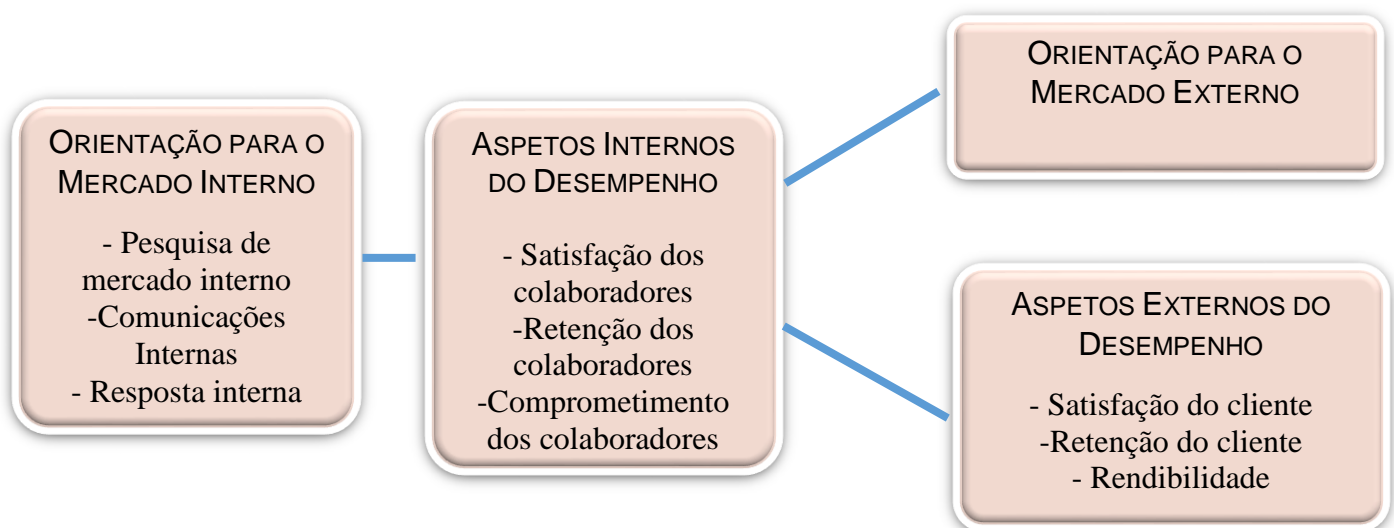 ORIENTAÇÃO PARA O
MERCADO INTERNO
- Pesquisa de
mercado interno
-Comunicações
Internas
- Resposta interna
ASPETOS INTERNOS
DO DESEMPENHO
- Satisfação dos
colaboradores
-Retenção dos
colaboradores
-Comprometimento
dos colaboradores
ORIENTAÇÃO PARA O
MERCADO EXTERNO
ASPETOS EXTERNOS DO
DESEMPENHO
- Satisfação do cliente
-Retenção do cliente
- Rendibilidade